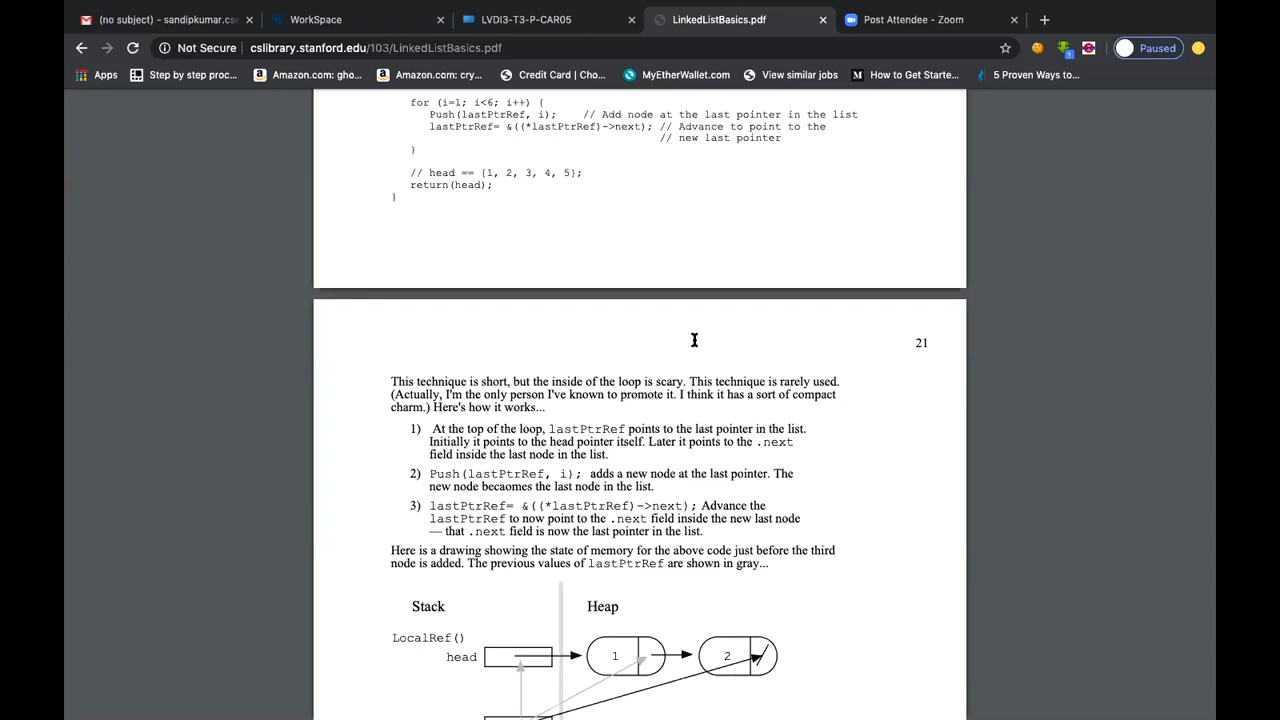 (no subject) - sandipkumar.cs
WorkSpace
LVDI3-T3-P-CAR05
LinkedListBasics.pdf
Post Attendee - Zoom
Not Secure
cslibrary.stanford.edu/103/LinkedListBasics.pdf
Paused
Apps
Step by step proc...
Amazon.com: gho...
Amazon.com: cry...
Credit Card | Cho...
MyEtherWallet.com
View similar jobs
How to Get Starte...
5 Proven Ways to...
for (i=1; i<6; i++) {
Push(lastPtrRef, i); // Add node at the last pointer in the list
lastPtrRef= &((*lastPtrRef)->next); // Advance to point to the
// new last pointer
}
// head == {1, 2, 3, 4, 5};
return(head);
}
21
This technique is short, but the inside of the loop is scary. This technique is rarely used.
(Actually, I'm the only person I've known to promote it. I think it has a sort of compact
charm.) Here's how it works...
1) At the top of the loop, lastPtrRef points to the last pointer in the list.
Initially it points to the head pointer itself. Later it points to the .next
field inside the last node in the list.
2) Push(lastPtrRef, i); adds a new node at the last pointer. The
new node becaomes the last node in the list.
3) lastPtrRef= &((*lastPtrRef)->next); Advance the
lastPtrRef to now point to the .next field inside the new last node
— that .next field is now the last pointer in the list.
Here is a drawing showing the state of memory for the above code just before the third
node is added. The previous values of lastPtrRef are shown in gray...
Stack Heap
LocalRef()
head 1 2